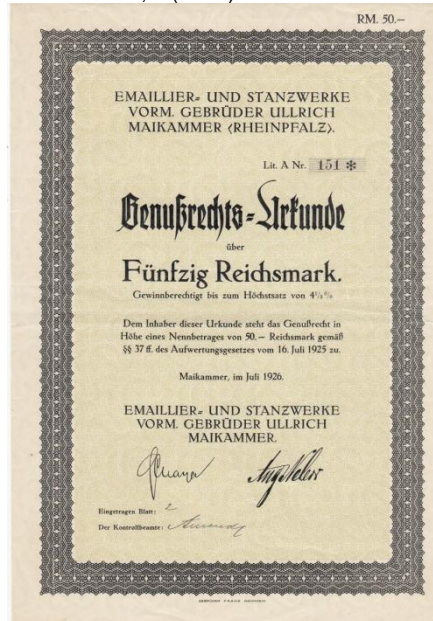 RM. 50.—
EMAILLIER- UND STANZWERKE
VORM. GEBRÜDER ULLRICH
MAIKAMMER (RHEINPFALZ).
Lit. A Nr. 151 *
Genußrechts-Urkunde
über
Fünfzig Reichsmark.
Gewinnberechtigt bis zum Höchstsatz von 4½%
Dem Inhaber dieser Urkunde steht das Genußrecht in
Höhe eines Nennbetrages von 50.— Reichsmark gemäß
§§ 37 ff. des Aufwertungsgesetzes vom 16. Juli 1925 zu.
Maikammer, im Juli 1926.
EMAILLIER- UND STANZWERKE
VORM. GEBRÜDER ULLRICH
MAIKAMMER.
Eingetragen Blatt: 2
Der Kontrollbeamte: